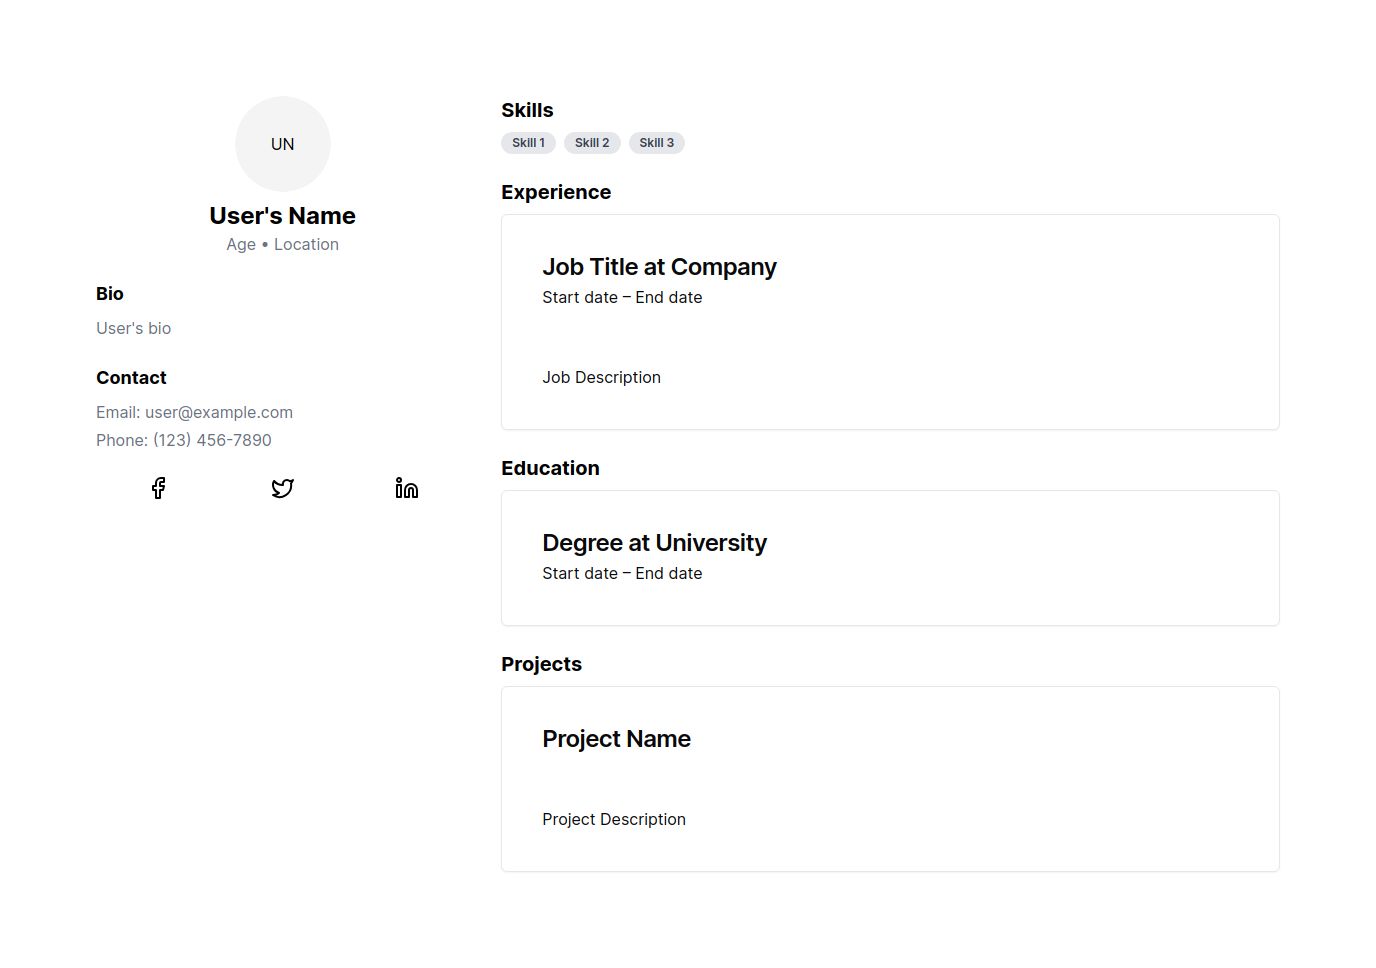 UN
User's Name
Age • Location
Bio
User's bio
Contact
Email: user@example.com
Phone: (123) 456-7890
Skills
Skill 1 Skill 2 Skill 3
Experience
Job Title at Company
Start date – End date
Job Description
Education
Degree at University
Start date – End date
Projects
Project Name
Project Description